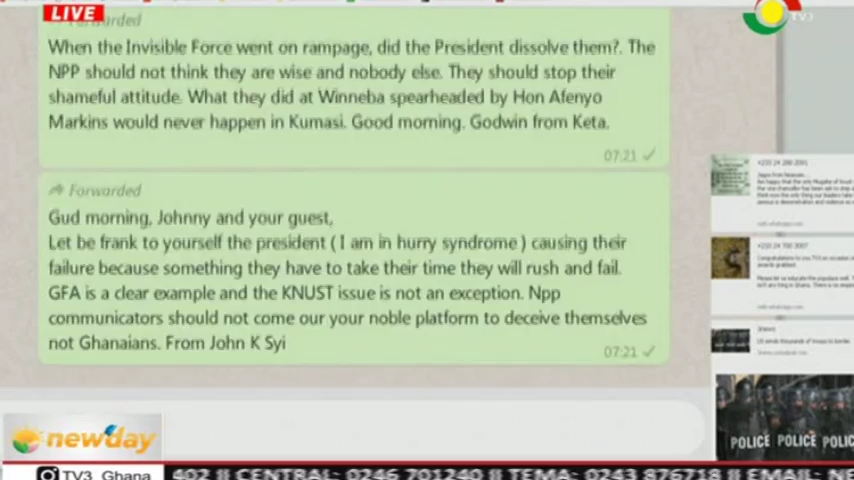 LIVE
TV3
Forwarded
When the Invisible Force went on rampage, did the President dissolve them?. The
NPP should not think they are wise and nobody else. They should stop their
shameful attitude. What they did at Winneba spearheaded by Hon Afenyo
Markins would never happen in Kumasi. Good morning. Godwin from Keta.
07:21
Forwarded
Gud morning, Johnny and your guest,
Let be frank to yourself the president ( I am in hurry syndrome ) causing their
failure because something they have to take their time they will rush and fail.
GFA is a clear example and the KNUST issue is not an exception. Npp
communicators should not come our your noble platform to deceive themselves
not Ghanaians. From John K Syi
07:21
POLICE POLICE POLIC
newday
TV3_Ghana
402 || CENTRAL- 0246 701240 || TEMA- 0243 876718 || EMAIL- NE